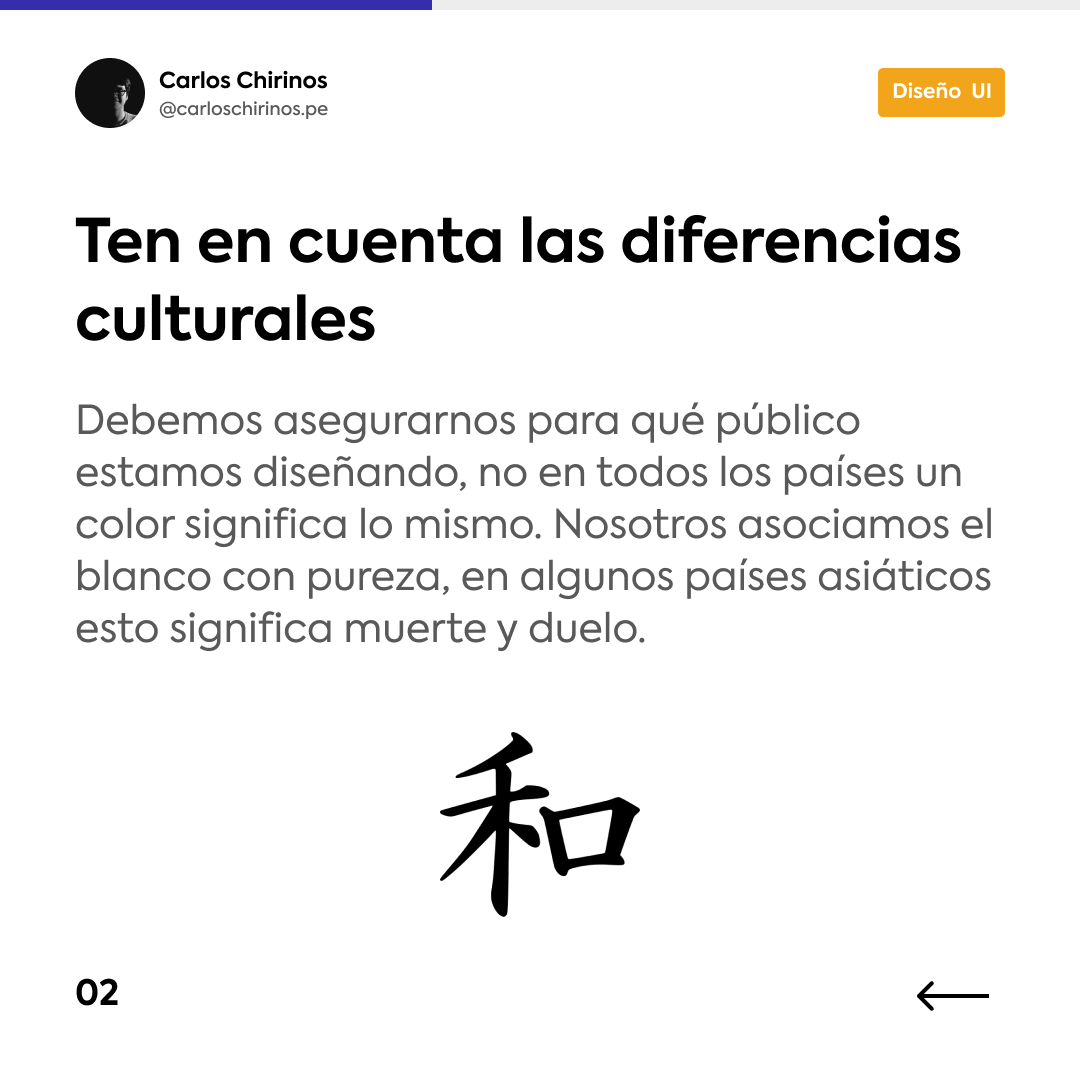 Carlos Chirinos
@carloschirinos.pe
Diseño UI
Ten en cuenta las diferencias
culturales
Debemos asegurarnos para qué público
estamos diseñando, no en todos los países un
color significa lo mismo. Nosotros asociamos el
blanco con pureza, en algunos países asiáticos
esto significa muerte y duelo.
和
02